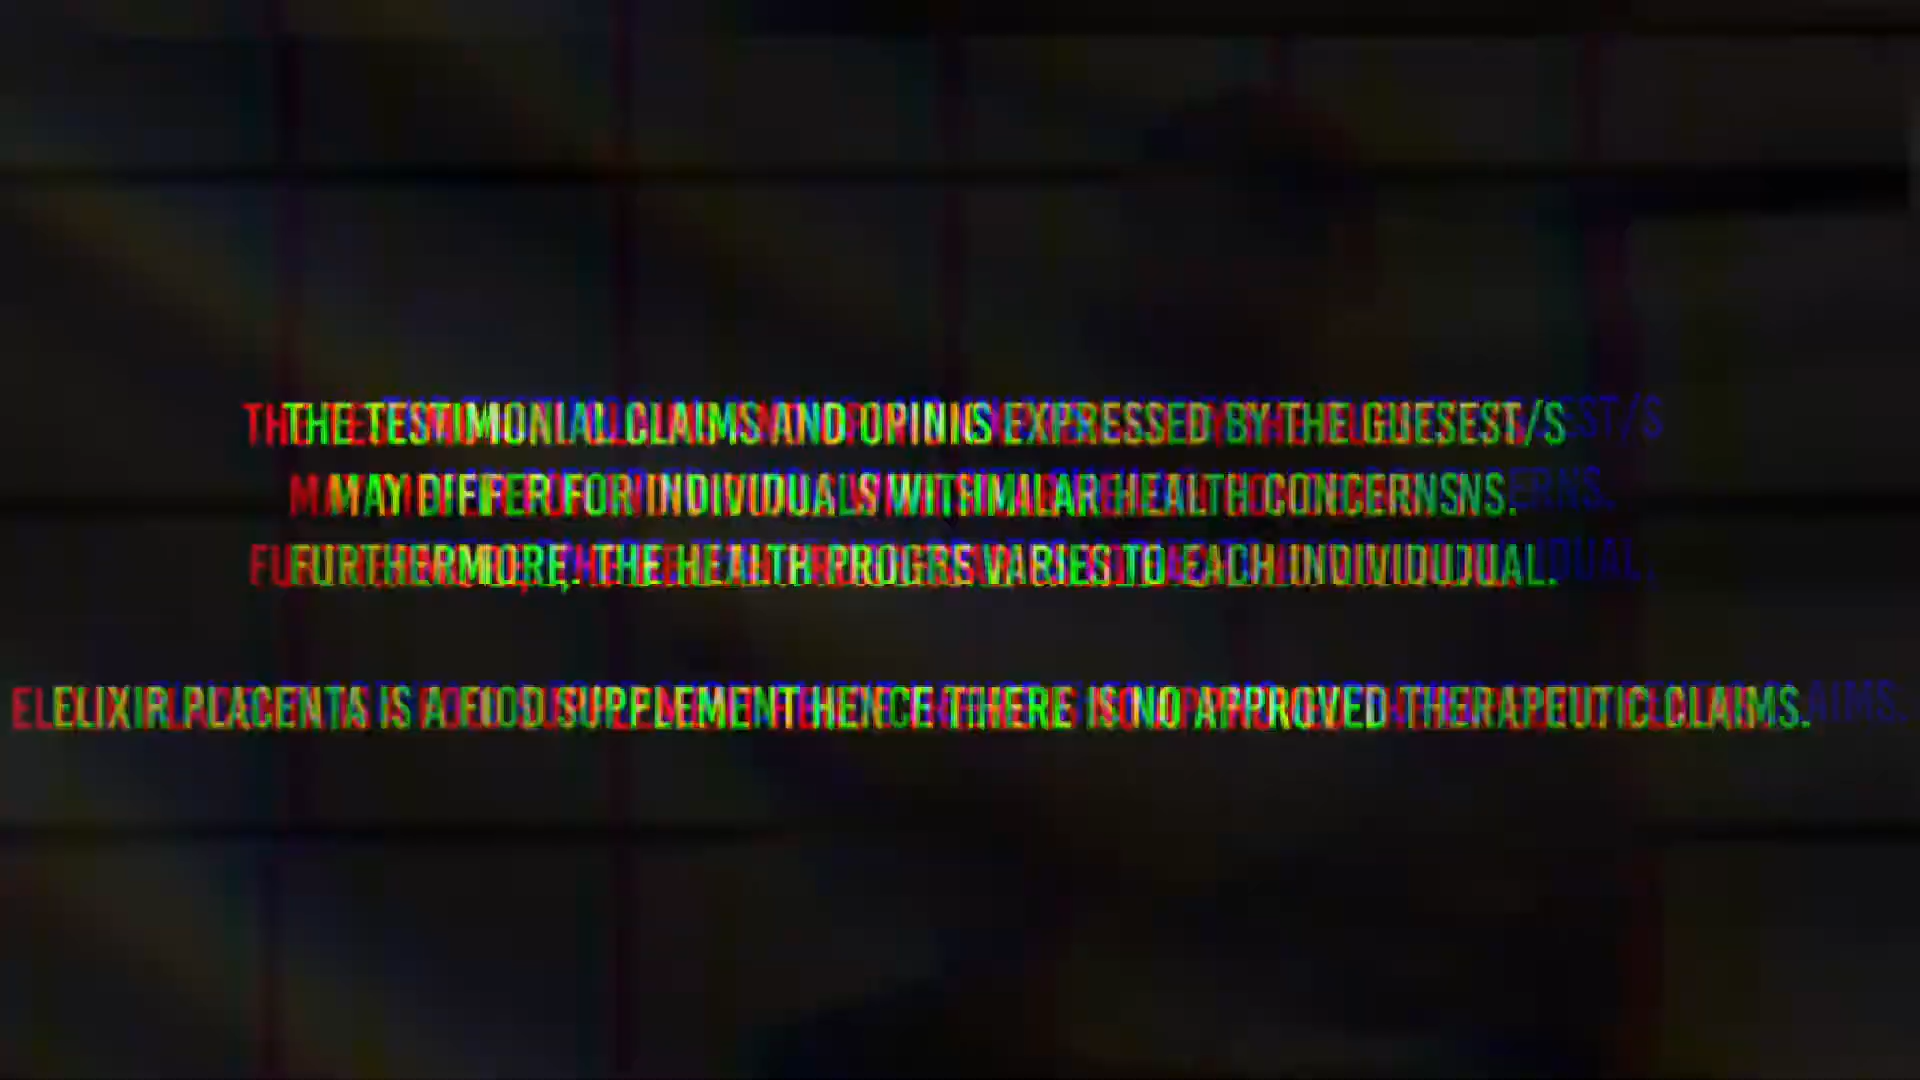 THE TESTIMONIAL CLAIMS AND OPINIONS EXPRESSED BY THE GUEST/S
MAY DIFFER FOR INDIVIDUALS WITH SIMILAR HEALTH CONCERNS.
FURTHERMORE, THE HEALTH PROGRESS VARIES TO EACH INDIVIDUAL.
ELIXIR PLACENTA IS A FOOD SUPPLEMENT HENCE THERE IS NO APPROVED THERAPEUTIC CLAIMS.